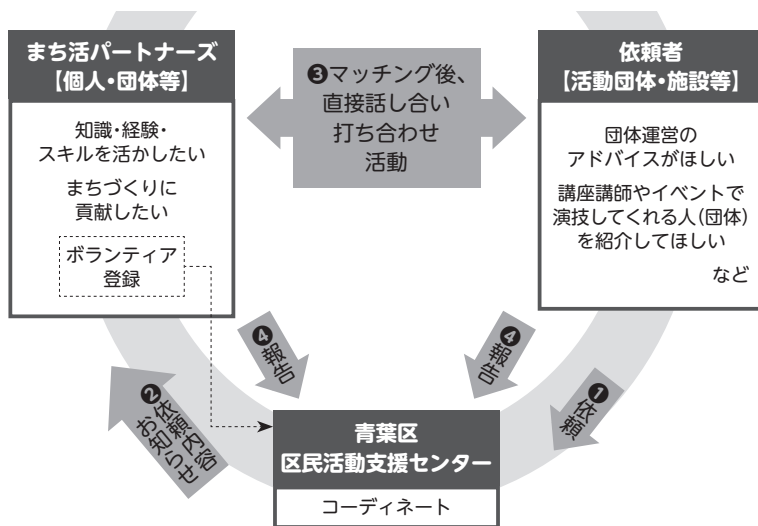 まち活パートナーズ
【個人・団体等】
知識・経験・
スキルを活かしたい
まちづくりに
貢献したい
ボランティア
登録
❸マッチング後、
直接話し合い
打ち合わせ
活動
依頼者
【活動団体・施設等】
団体運営の
アドバイスがほしい
講座講師やイベントで
演技してくれる人(団体)
を紹介してほしい
など
❹報告
❹報告
❷依頼内容
お知らせ
❶依頼
青葉区
区民活動支援センター
コーディネート